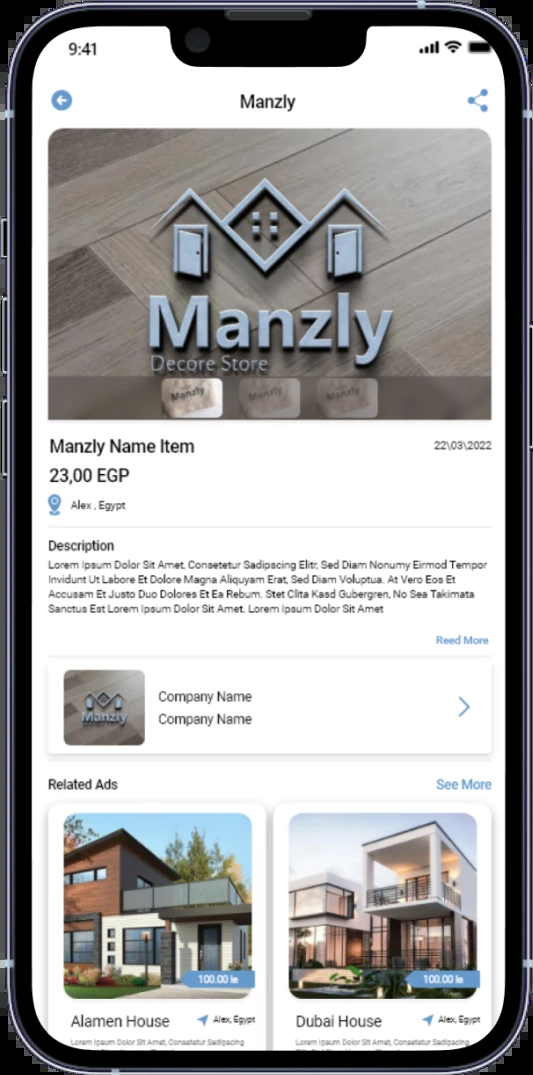 9:41
Manzly
Manzly
Decore Store
Manzly
Manzly
Manzly
Manzly Name Item
22\03\2022
23,00 EGP
Alex , Egypt
Description
Lorem Ipsum Dolor Sit Amet, Consetetur Sadipscing Elitr, Sed Diam Nonumy Eirmod Tempor
Invidunt Ut Labore Et Dolore Magna Aliquyam Erat, Sed Diam Voluptua. At Vero Eos Et
Accusam Et Justo Duo Dolores Et Ea Rebum. Stet Clita Kasd Gubergren, No Sea Takimata
Sanctus Est Lorem Ipsum Dolor Sit Amet. Lorem Ipsum Dolor Sit Amet
Reed More
Manzly
Company Name
Company Name
Related Ads
See More
100.00 le
100.00 le
Alamen House
Alex, Egypt
Dubai House
Alex, Egypt
Lorem Ipsum Dolor Sit Amet, Consetetur Sadipscing
Lorem Ipsum Dolor Sit Amet, Consetetur Sadipscing